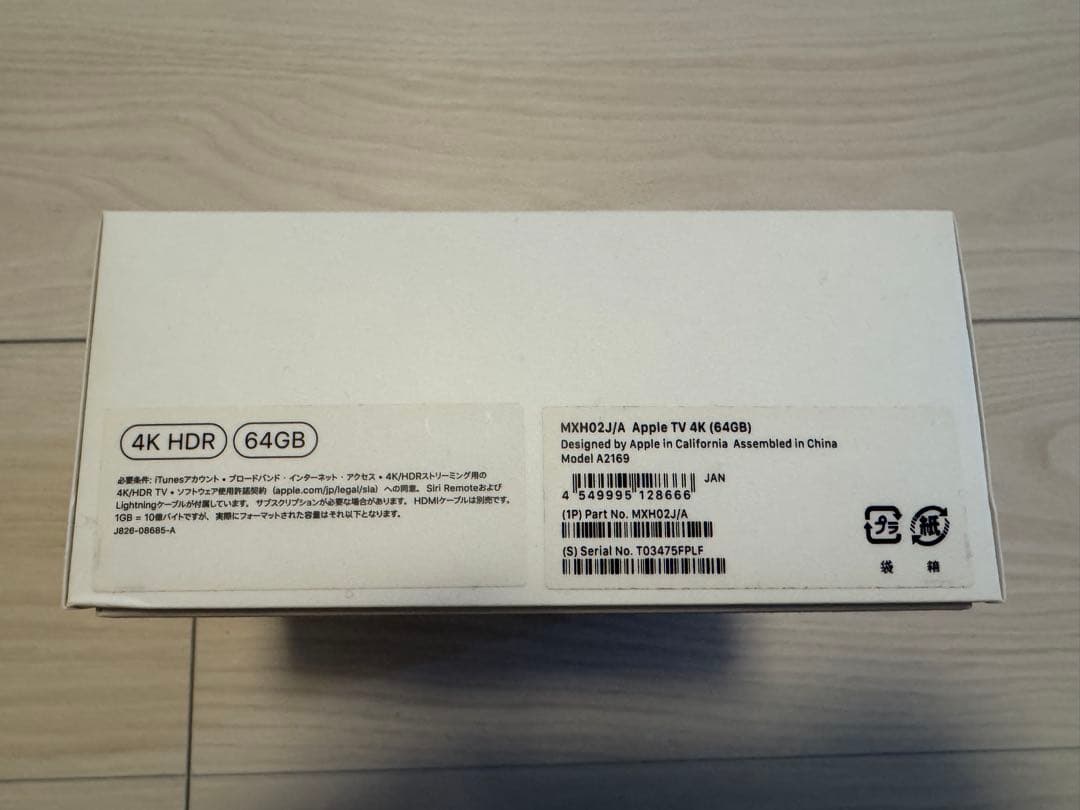 4K HDR 64GB
必要条件: iTunesアカウント • ブロードバンド・インターネット・アクセス • 4K/HDRストリーミング用の
4K/HDR TV • ソフトウェア使用許諾契約（apple.com/jp/legal/sla）への同意。 Siri Remoteおよび
Lightningケーブルが付属しています。 サブスクリプションが必要な場合があります。 HDMIケーブルは別売です。
1GB = 10億バイトですが、実際にフォーマットされた容量はそれ以下となります。
J826-08685-A
MXH02J/A Apple TV 4K (64GB)
Designed by Apple in California Assembled in China
Model A2169
JAN
4 549995 128666
(1P) Part No. MXH02J/A
(S) Serial No. T03475FPLF
プラ 紙
袋 箱